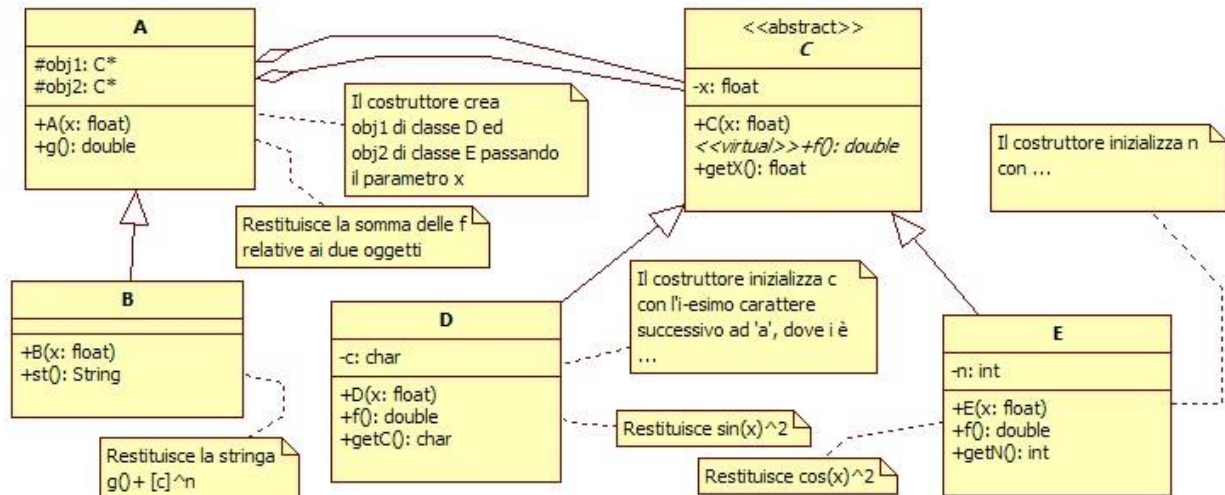 A
#obj1: C*
#obj2: C*
+A(x: float)
+g(): double
Il costruttore crea
obj1 di classe D ed
obj2 di classe E passando
il parametro x
Restituisce la somma delle f
relative ai due oggetti
<<abstract>>
C
-x: float
+C(x: float)
<<virtual>>+f(): double
+getX(): float
Il costruttore inizializza n
con ...
B
+B(x: float)
+st(): String
Restituisce la stringa
g()+ [c]^n
D
-c: char
+D(x: float)
+f(): double
+getC(): char
Il costruttore inizializza c
con l'i-esimo carattere
successivo ad 'a', dove i è
...
Restituisce sin(x)^2
E
-n: int
+E(x: float)
+f(): double
+getN(): int
Restituisce cos(x)^2